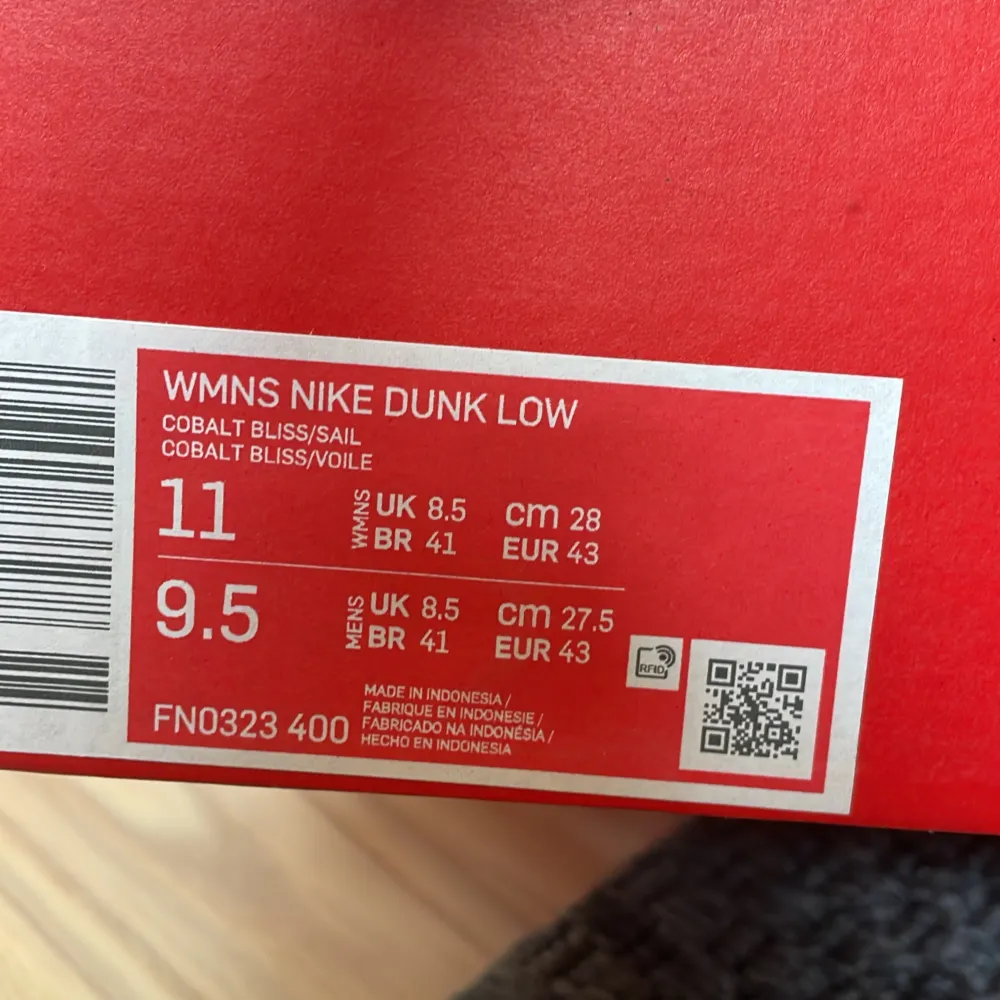 WMNS NIKE DUNK LOW
COBALT BLISS/SAIL
COBALT BLISS/VOILE
11
WMNS
UK 8.5 cm 28
BR 41 EUR 43
9.5
MENS
UK 8.5 cm 27.5
BR 41 EUR 43
RFID
FN0323 400
MADE IN INDONESIA /
FABRIQUE EN INDONESIE /
FABRICADO NA INDONÉSIA /
HECHO EN INDONESIA